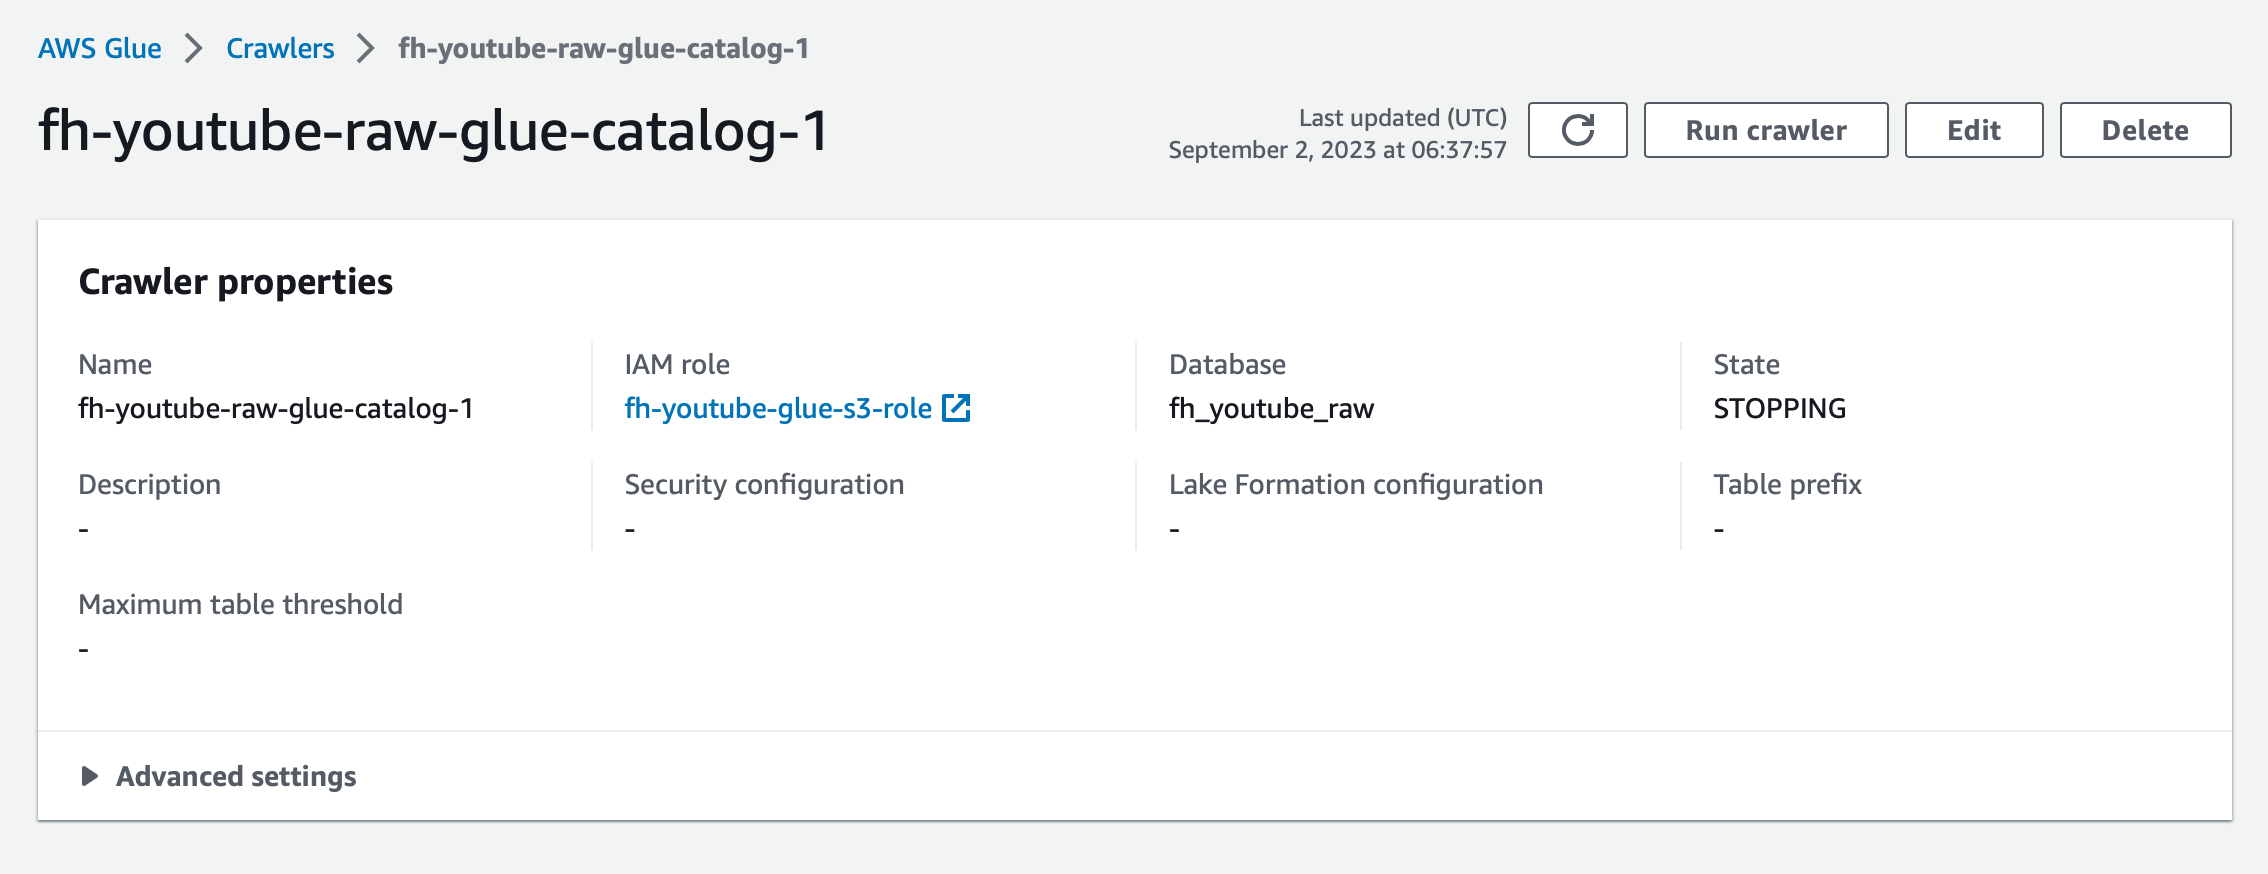 AWS Glue > Crawlers > fh-youtube-raw-glue-catalog-1
fh-youtube-raw-glue-catalog-1
Last updated (UTC)
September 2, 2023 at 06:37:57
Run crawler
Edit
Delete
Crawler properties
Name
fh-youtube-raw-glue-catalog-1
IAM role
fh-youtube-glue-s3-role
Database
fh_youtube_raw
State
STOPPING
Description
-
Security configuration
-
Lake Formation configuration
-
Table prefix
-
Maximum table threshold
-
Advanced settings